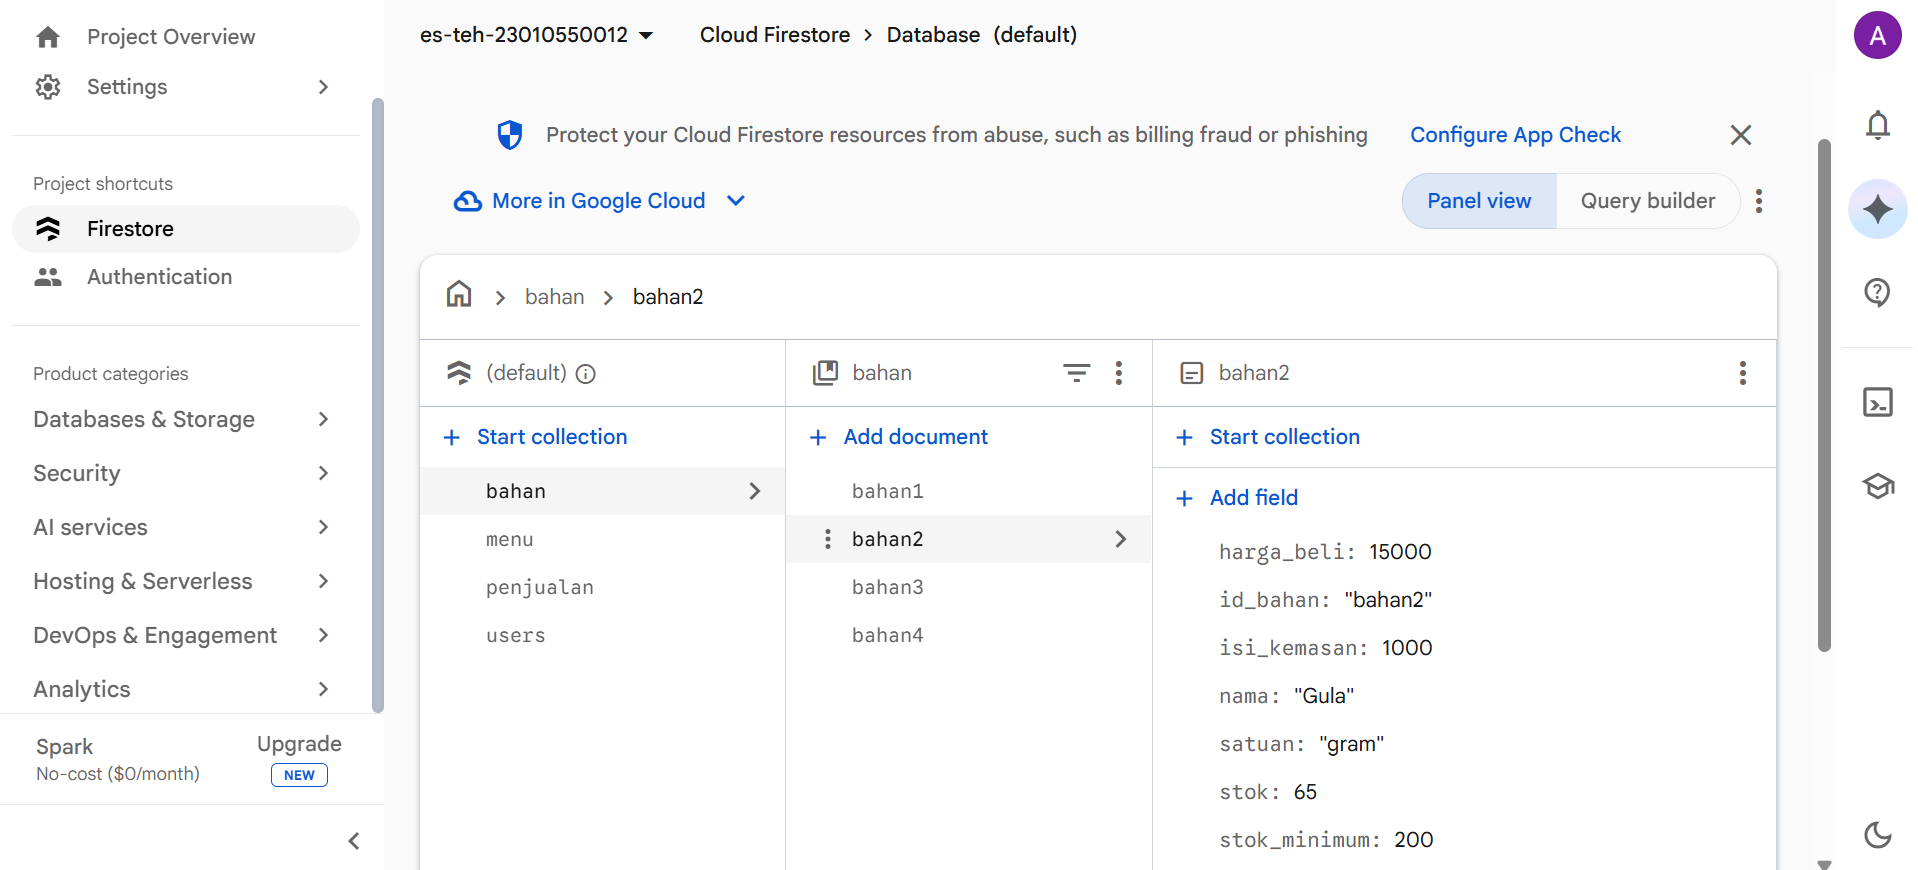 Project Overview
Settings
Project shortcuts
Firestore
Authentication
Product categories
Databases & Storage
Security
AI services
Hosting & Serverless
DevOps & Engagement
Analytics
Spark
No-cost ($0/month)
Upgrade
NEW
es-teh-23010550012
Cloud Firestore > Database (default)
Protect your Cloud Firestore resources from abuse, such as billing fraud or phishing
Configure App Check
More in Google Cloud
Panel view
Query builder
bahan > bahan2
(default)
Start collection
bahan
menu
penjualan
users
bahan
Add document
bahan1
bahan2
bahan3
bahan4
bahan2
Start collection
Add field
harga_beli: 15000
id_bahan: "bahan2"
isi_kemasan: 1000
nama: "Gula"
satuan: "gram"
stok: 65
stok_minimum: 200
A